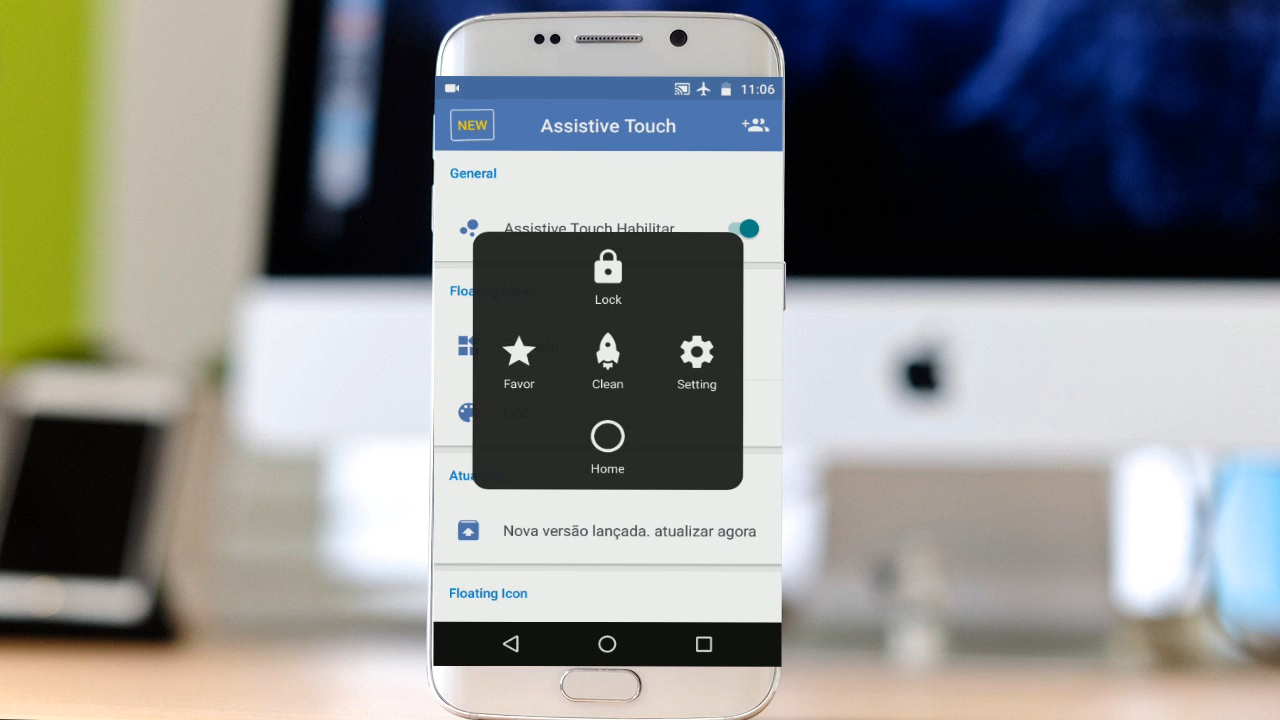 11:06
NEW
Assistive Touch
General
Assistive Touch Habilitar
Lock
Favor
Clean
Setting
Home
Nova versão lançada. atualizar agora
Floating Icon